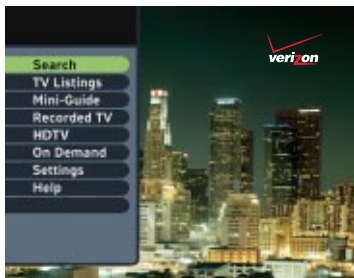 Search
TV Listings
Mini-Guide
Recorded TV
HDTV
On Demand
Settings
Help
verizon